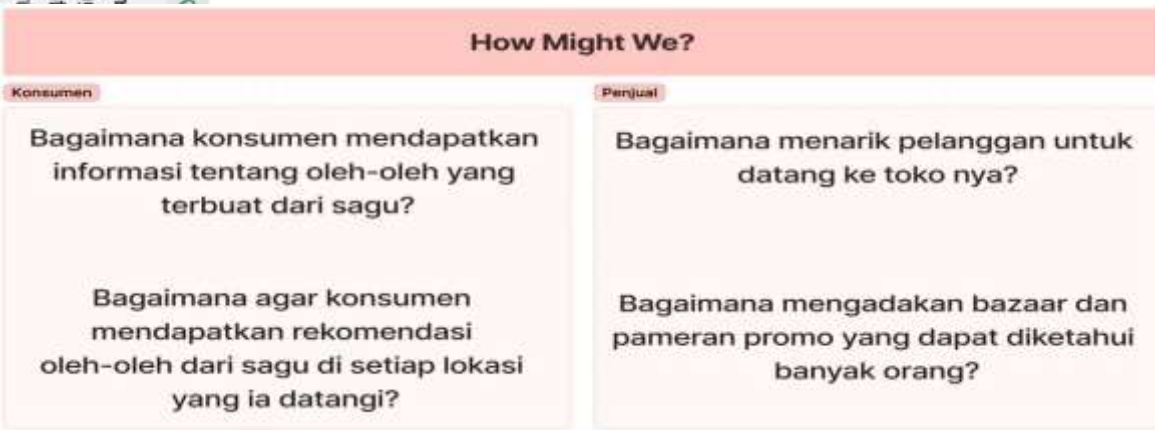 How Might We?
Konsumen
Bagaimana konsumen mendapatkan
informasi tentang oleh-oleh yang
terbuat dari sagu?
Bagaimana agar konsumen
mendapatkan rekomendasi
oleh-oleh dari sagu di setiap lokasi
yang ia datangi?
Penjual
Bagaimana menarik pelanggan untuk
datang ke toko nya?
Bagaimana mengadakan bazaar dan
pameran promo yang dapat diketahui
banyak orang?